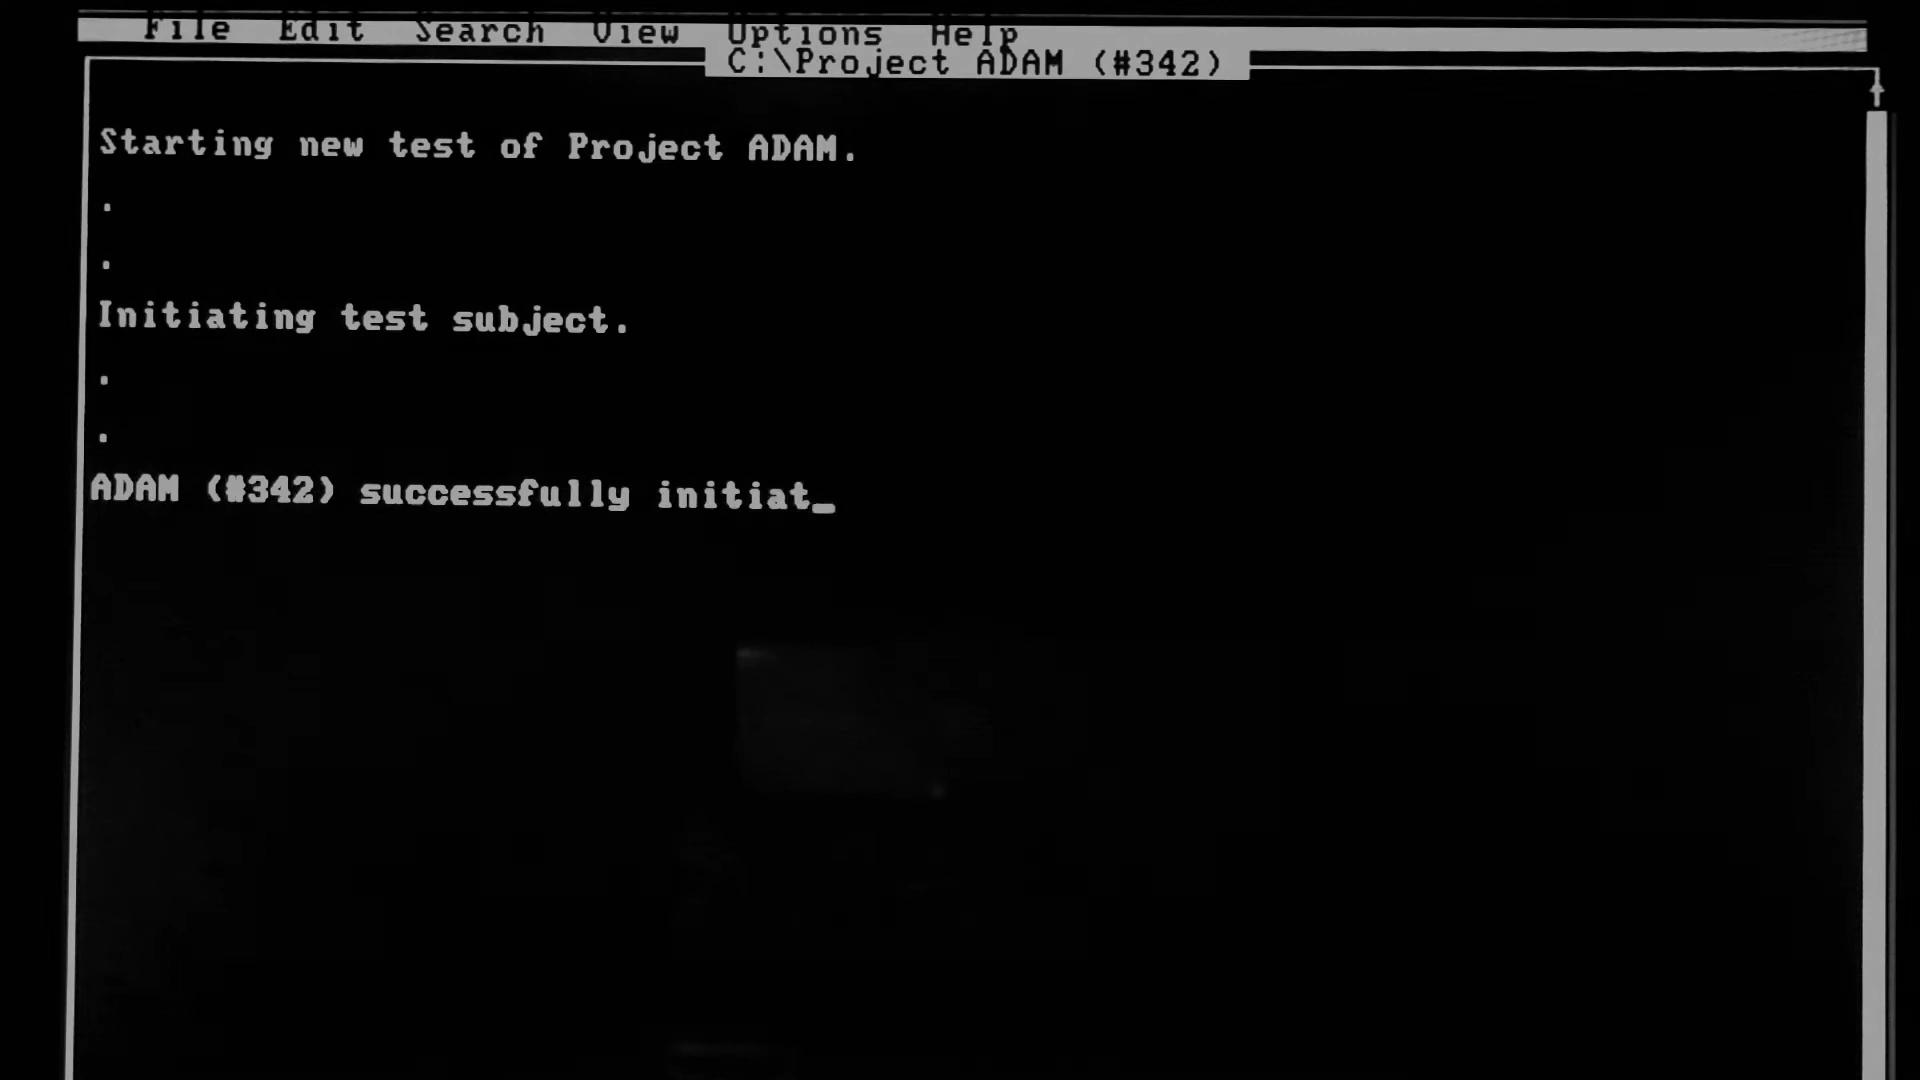 File Edit Search View Options Help
C:\Project ADAM (#342)
Starting new test of Project ADAM.
.
.
Initiating test subject.
.
.
ADAM (#342) successfully initiat_